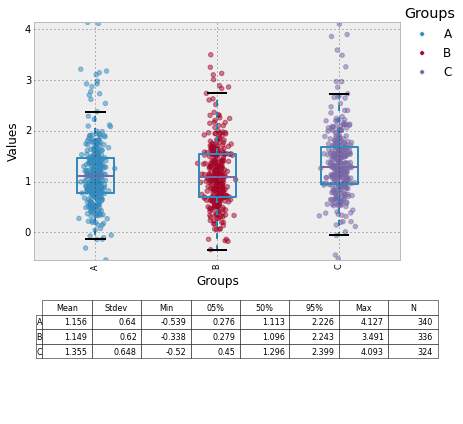 Groups
A
B
C
4
3
2
1
0
Values
A
B
C
Groups
Mean Stdev Min 05% 50% 95% Max N
A 1.156 0.64 -0.539 0.276 1.113 2.226 4.127 340
B 1.149 0.62 -0.338 0.279 1.096 2.243 3.491 336
C 1.355 0.648 -0.52 0.45 1.296 2.399 4.093 324